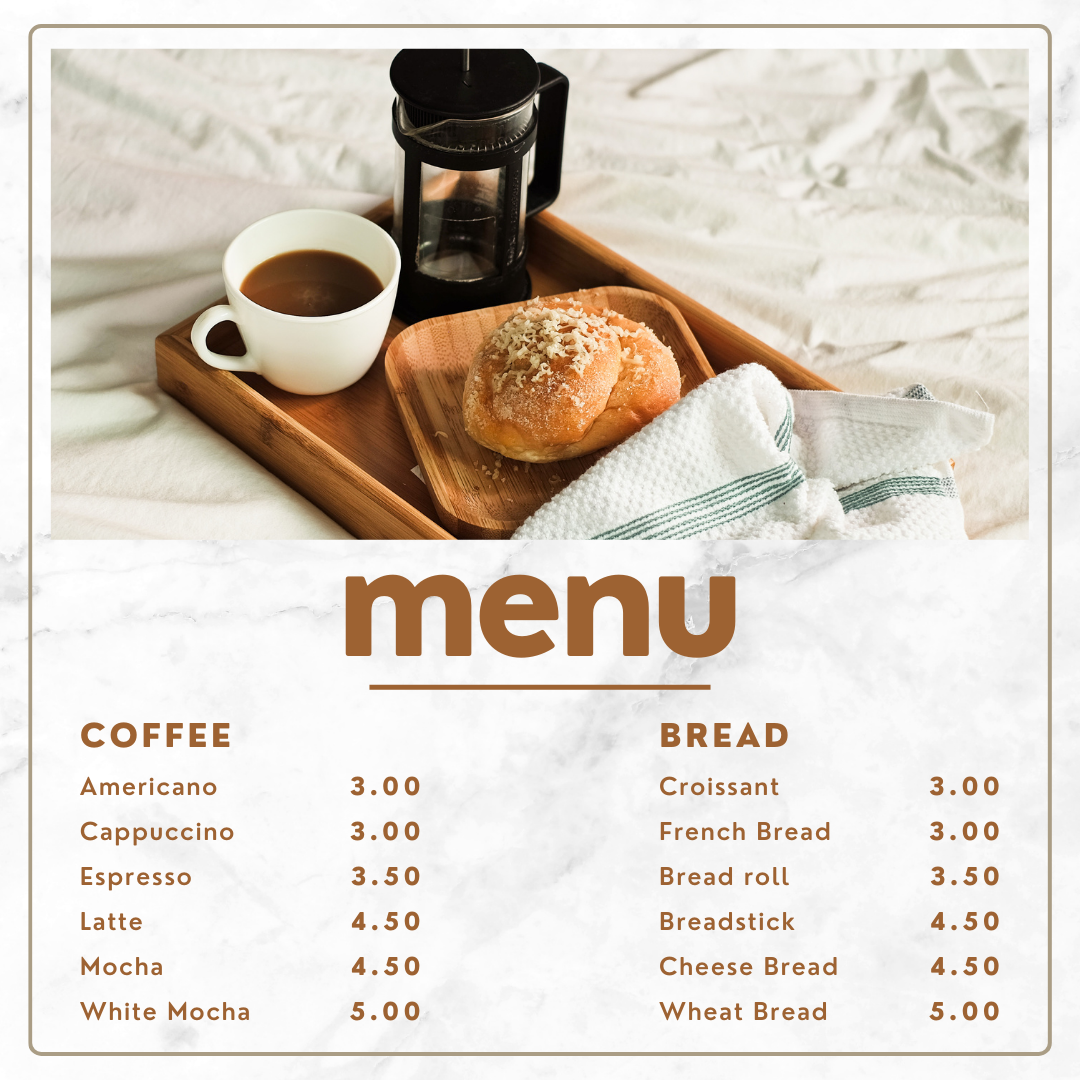 menu
COFFEE
Americano 3.00
Cappuccino 3.00
Espresso 3.50
Latte 4.50
Mocha 4.50
White Mocha 5.00
BREAD
Croissant 3.00
French Bread 3.00
Bread roll 3.50
Breadstick 4.50
Cheese Bread 4.50
Wheat Bread 5.00